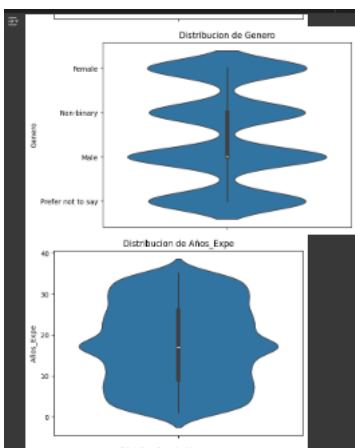 Distribucion de Genero
Female
Non-binary
Genero
Male
Prefer not to say
Distribucion de Años_Expe
40
30
Años_Expe
20
10
0